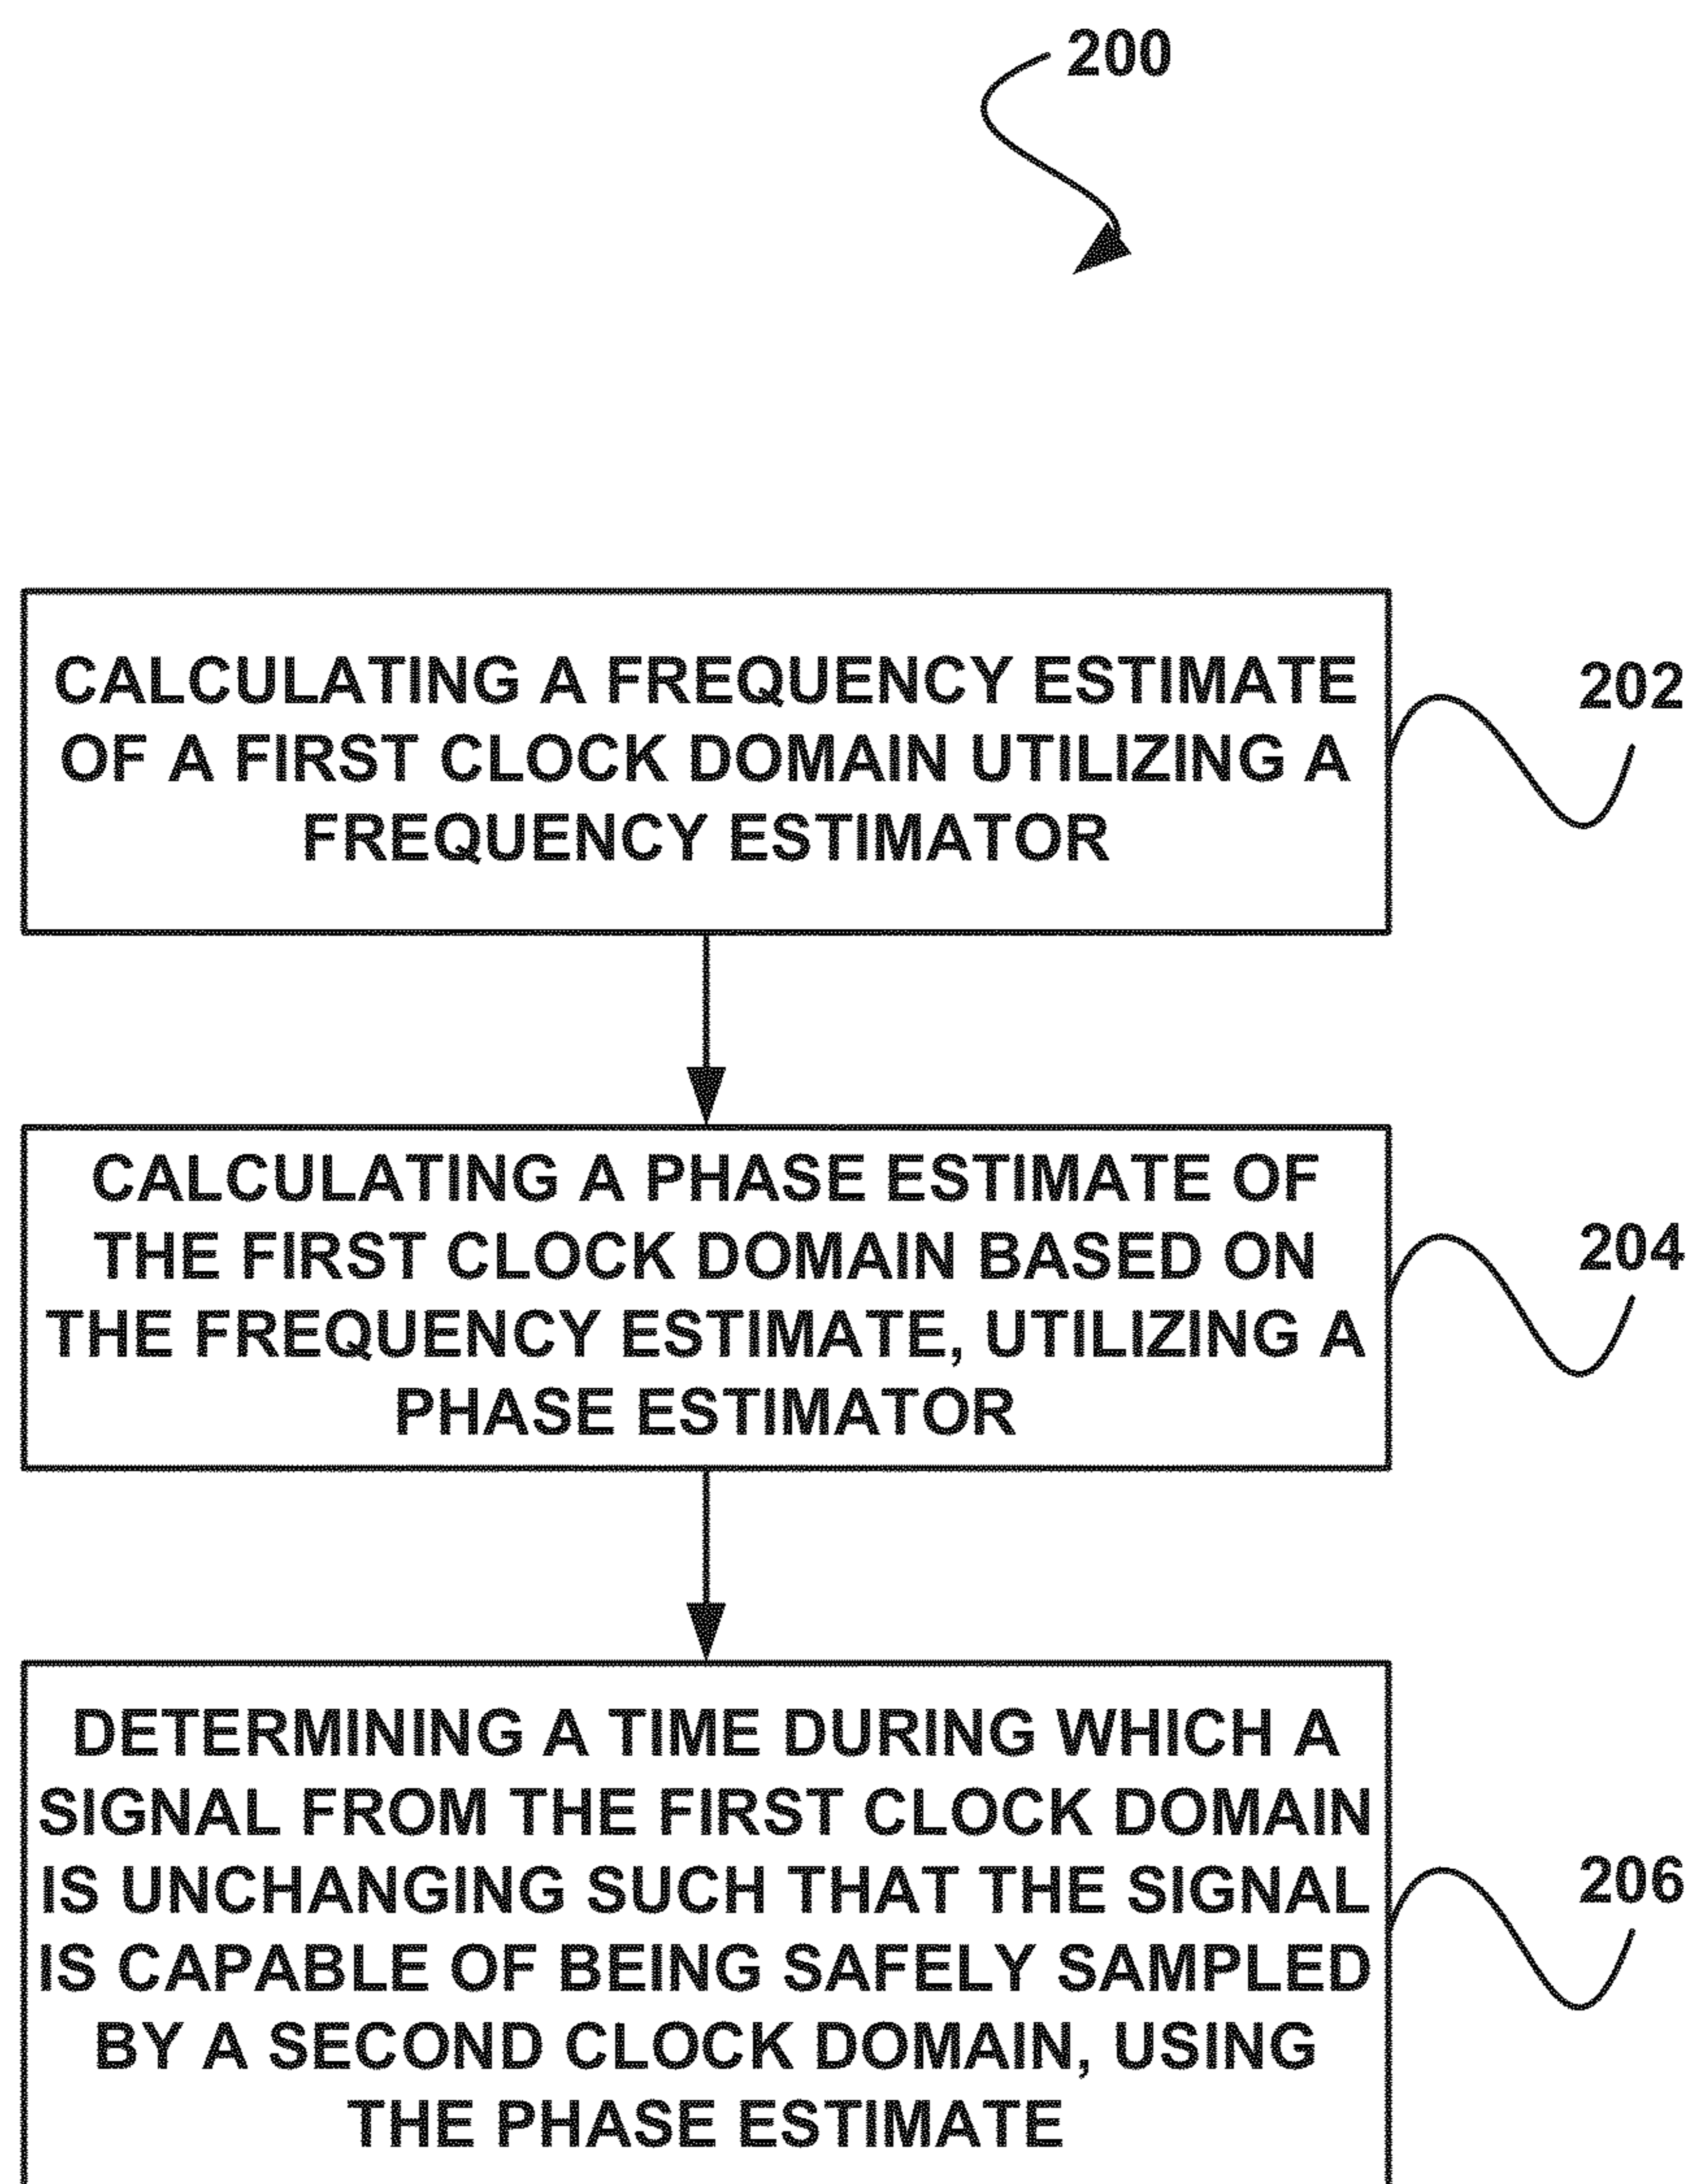 200
CALCULATING A FREQUENCY ESTIMATE
OF A FIRST CLOCK DOMAIN UTILIZING A
FREQUENCY ESTIMATOR
202
CALCULATING A PHASE ESTIMATE OF
THE FIRST CLOCK DOMAIN BASED ON
THE FREQUENCY ESTIMATE, UTILIZING A
PHASE ESTIMATOR
204
DETERMINING A TIME DURING WHICH A
SIGNAL FROM THE FIRST CLOCK DOMAIN
IS UNCHANGING SUCH THAT THE SIGNAL
IS CAPABLE OF BEING SAFELY SAMPLED
BY A SECOND CLOCK DOMAIN, USING
THE PHASE ESTIMATE
206